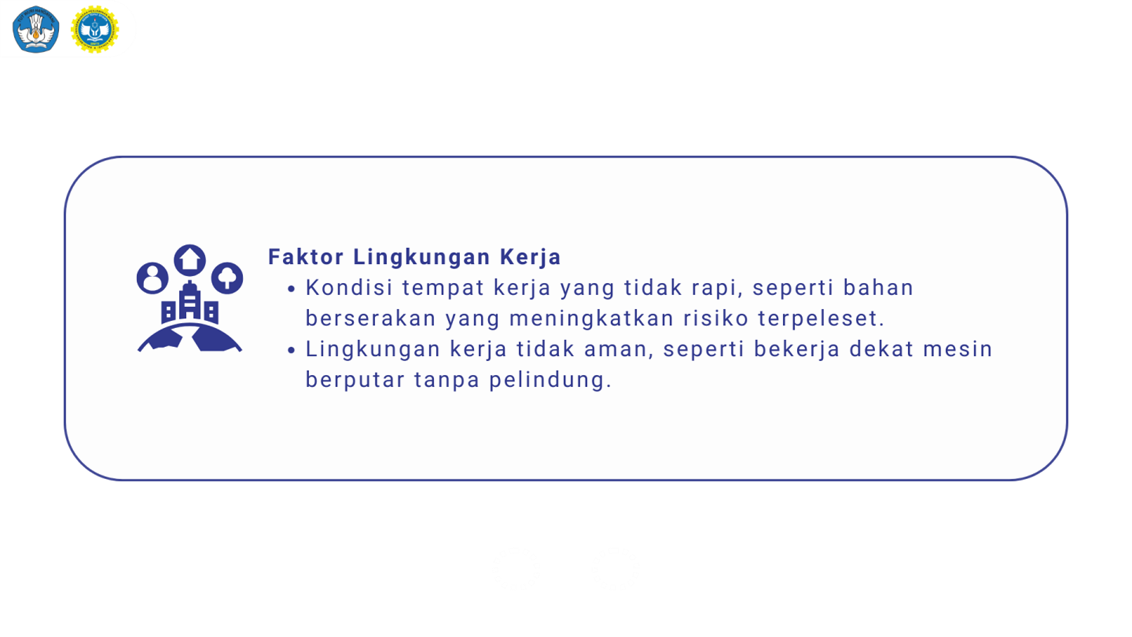 Faktor Lingkungan Kerja
• Kondisi tempat kerja yang tidak rapi, seperti bahan
berserakan yang meningkatkan risiko terpeleset.
• Lingkungan kerja tidak aman, seperti bekerja dekat mesin
berputar tanpa pelindung.